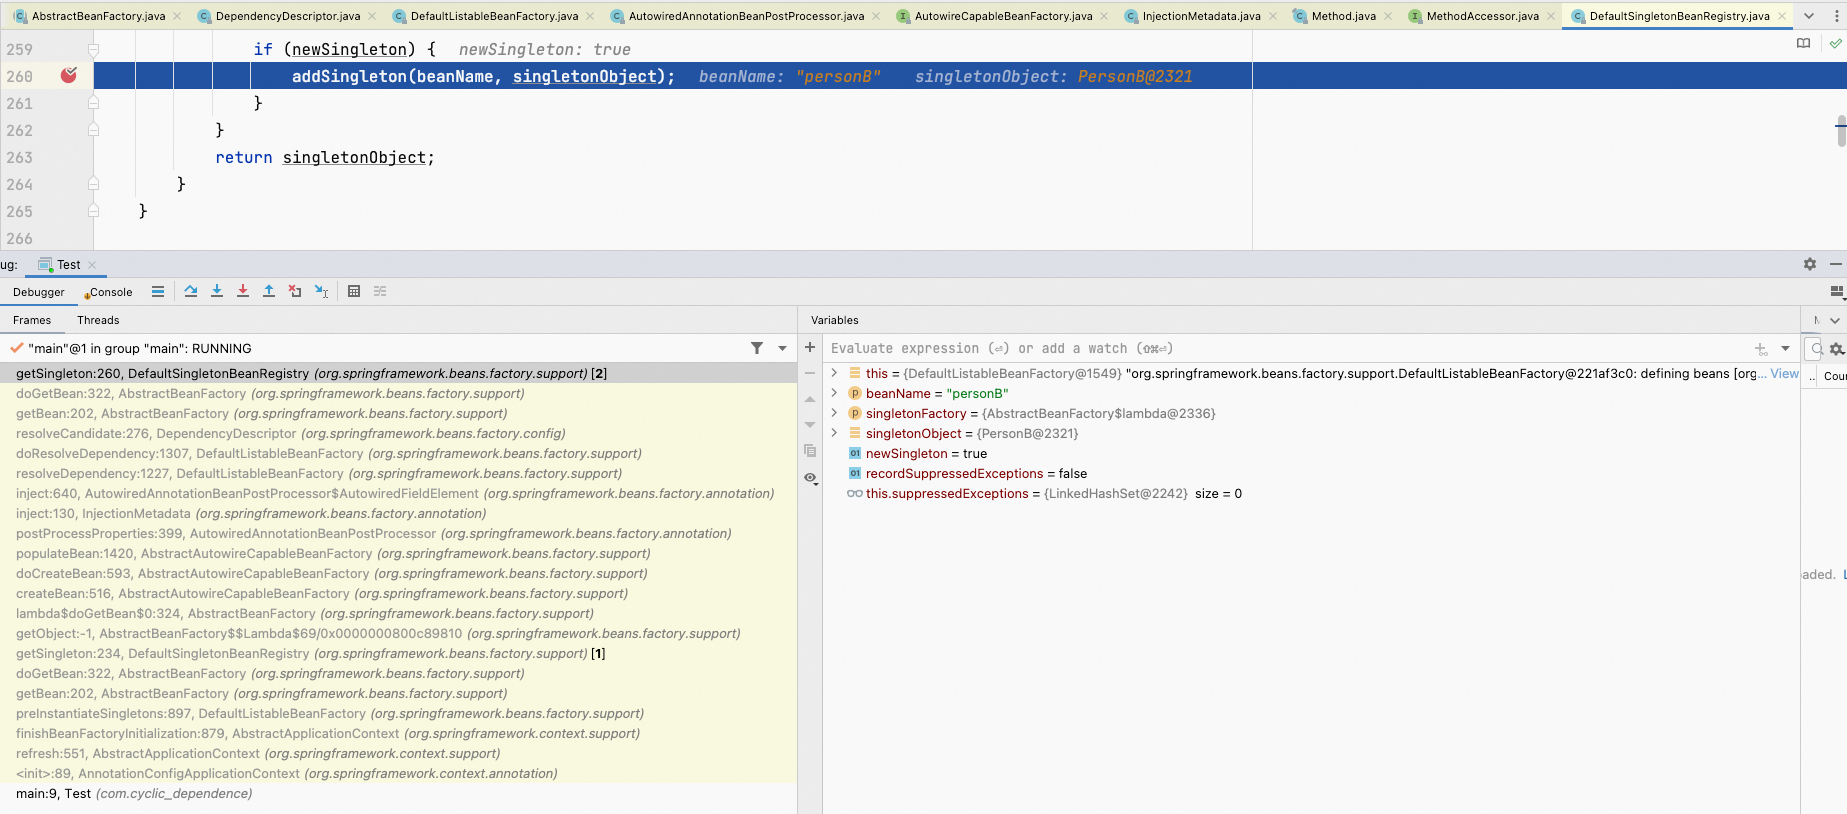 AbstractBeanFactory.java DependencyDescriptor.java DefaultListableBeanFactory.java AutowiredAnnotationBeanPostProcessor.java AutowireCapableBeanFactory.java InjectionMetadata.java Method.java MethodAccessor.java DefaultSingletonBeanRegistry.java
259 if (newSingleton) { newSingleton: true
260 addSingleton(beanName, singletonObject); beanName: "personB" singletonObject: PersonB@2321
261 }
262 }
263 return singletonObject;
264 }
265 }
266
ug: Test
Debugger Console
Frames Threads
Variables
"main"@1 in group "main": RUNNING
Evaluate expression (⏎) or add a watch (⇧⌘⏎)
getSingleton:260, DefaultSingletonBeanRegistry (org.springframework.beans.factory.support) [2]
doGetBean:322, AbstractBeanFactory (org.springframework.beans.factory.support)
getBean:202, AbstractBeanFactory (org.springframework.beans.factory.support)
resolveCandidate:276, DependencyDescriptor (org.springframework.beans.factory.config)
doResolveDependency:1307, DefaultListableBeanFactory (org.springframework.beans.factory.support)
resolveDependency:1227, DefaultListableBeanFactory (org.springframework.beans.factory.support)
inject:640, AutowiredAnnotationBeanPostProcessor$AutowiredFieldElement (org.springframework.beans.factory.annotation)
inject:130, InjectionMetadata (org.springframework.beans.factory.annotation)
postProcessProperties:399, AutowiredAnnotationBeanPostProcessor (org.springframework.beans.factory.annotation)
populateBean:1420, AbstractAutowireCapableBeanFactory (org.springframework.beans.factory.support)
doCreateBean:593, AbstractAutowireCapableBeanFactory (org.springframework.beans.factory.support)
createBean:516, AbstractAutowireCapableBeanFactory (org.springframework.beans.factory.support)
lambda$doGetBean$0:324, AbstractBeanFactory (org.springframework.beans.factory.support)
getObject:-1, AbstractBeanFactory$$Lambda$69/0x0000000800c89810 (org.springframework.beans.factory.support)
getSingleton:234, DefaultSingletonBeanRegistry (org.springframework.beans.factory.support) [1]
doGetBean:322, AbstractBeanFactory (org.springframework.beans.factory.support)
getBean:202, AbstractBeanFactory (org.springframework.beans.factory.support)
preInstantiateSingletons:897, DefaultListableBeanFactory (org.springframework.beans.factory.support)
finishBeanFactoryInitialization:879, AbstractApplicationContext (org.springframework.context.support)
refresh:551, AbstractApplicationContext (org.springframework.context.support)
<init>:89, AnnotationConfigApplicationContext (org.springframework.context.annotation)
main:9, Test (com.cyclic_dependence)
this = {DefaultListableBeanFactory@1549} "org.springframework.beans.factory.support.DefaultListableBeanFactory@221af3c0: defining beans [org... View
beanName = "personB"
singletonFactory = {AbstractBeanFactory$lambda@2336}
singletonObject = {PersonB@2321}
newSingleton = true
recordSuppressedExceptions = false
this.suppressedExceptions = {LinkedHashSet@2242} size = 0
.. Cou
aded.